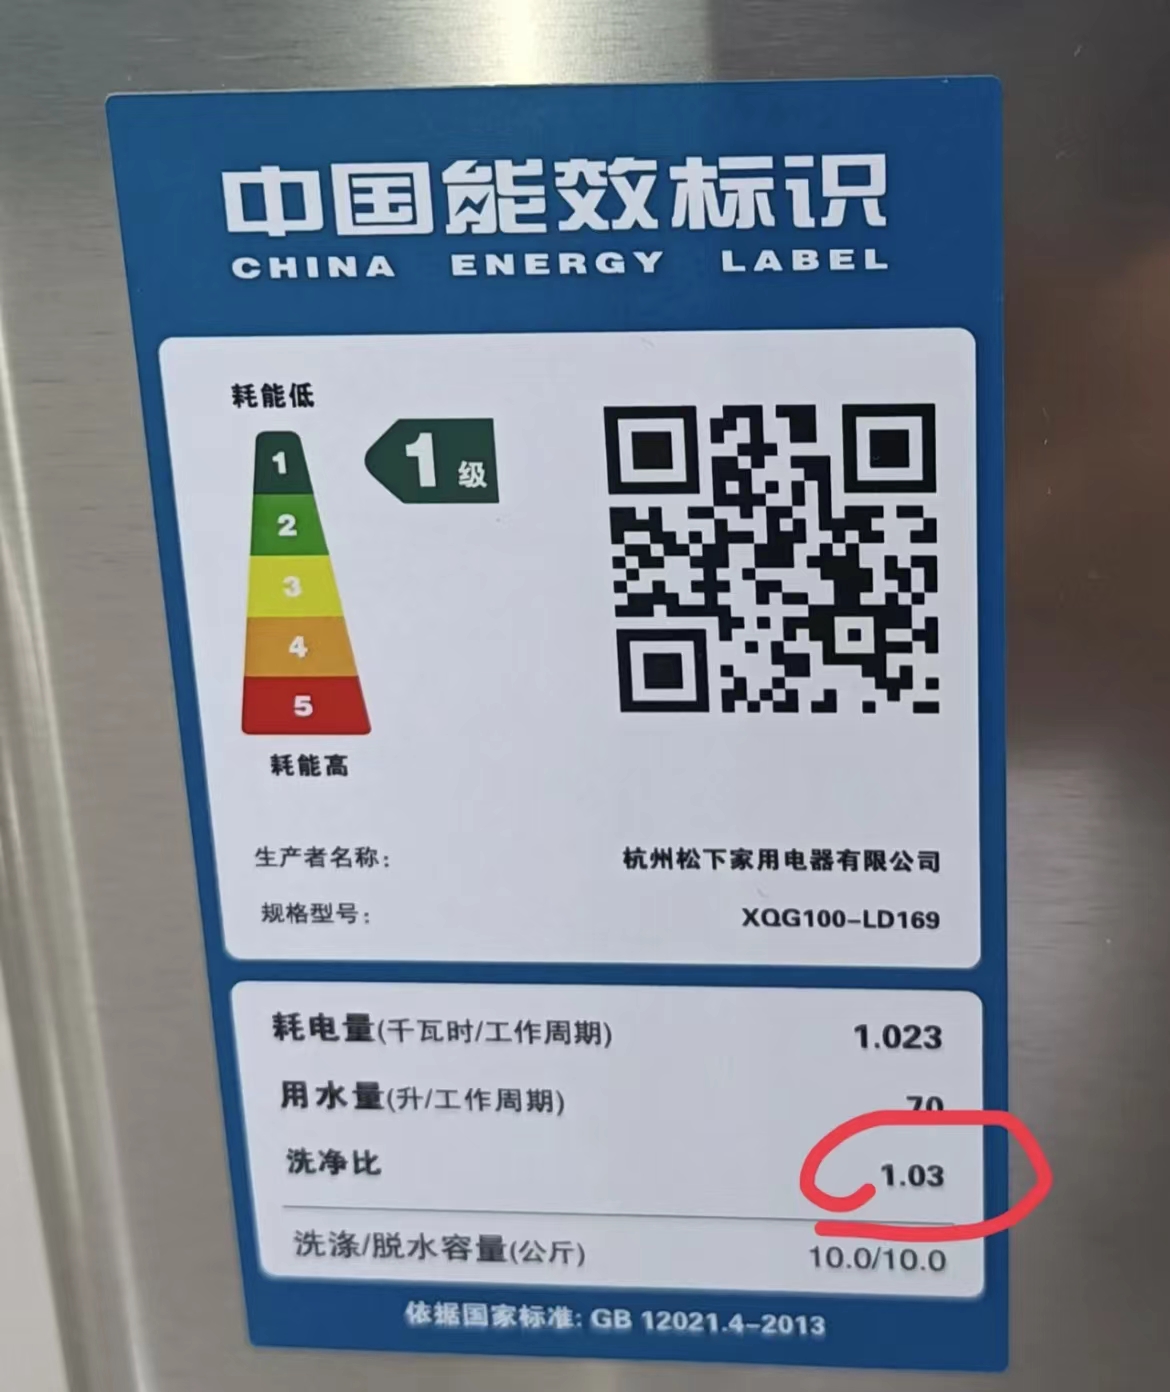 中国能效标识
CHINA ENERGY LABEL
耗能低
1
1级
2
3
4
5
耗能高
生产者名称: 杭州松下家用电器有限公司
规格型号: XQG100-LD169
耗电量(千瓦时/工作周期) 1.023
用水量(升/工作周期) 70
洗净比 1.03
洗涤/脱水容量(公斤) 10.0/10.0
依据国家标准: GB 12021.4-2013